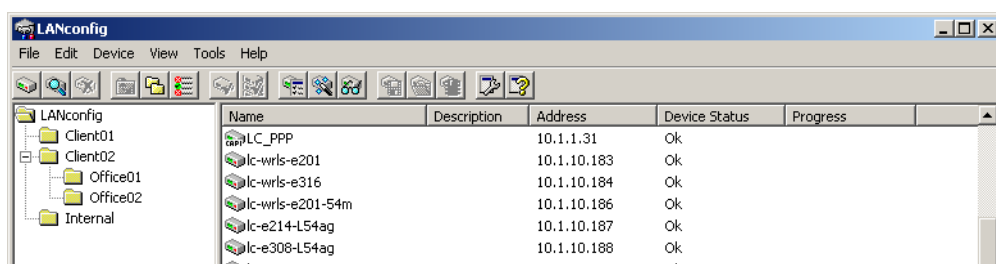 LANconfig
File Edit Device View Tools Help
LANconfig
Client01
Client02
Office01
Office02
Internal
Name Description Address Device Status Progress
CAPI LC_PPP 10.1.1.31 Ok
lc-wrls-e201 10.1.10.183 Ok
lc-wrls-e316 10.1.10.184 Ok
lc-wrls-e201-54m 10.1.10.186 Ok
lc-e214-L54ag 10.1.10.187 Ok
lc-e308-L54ag 10.1.10.188 Ok